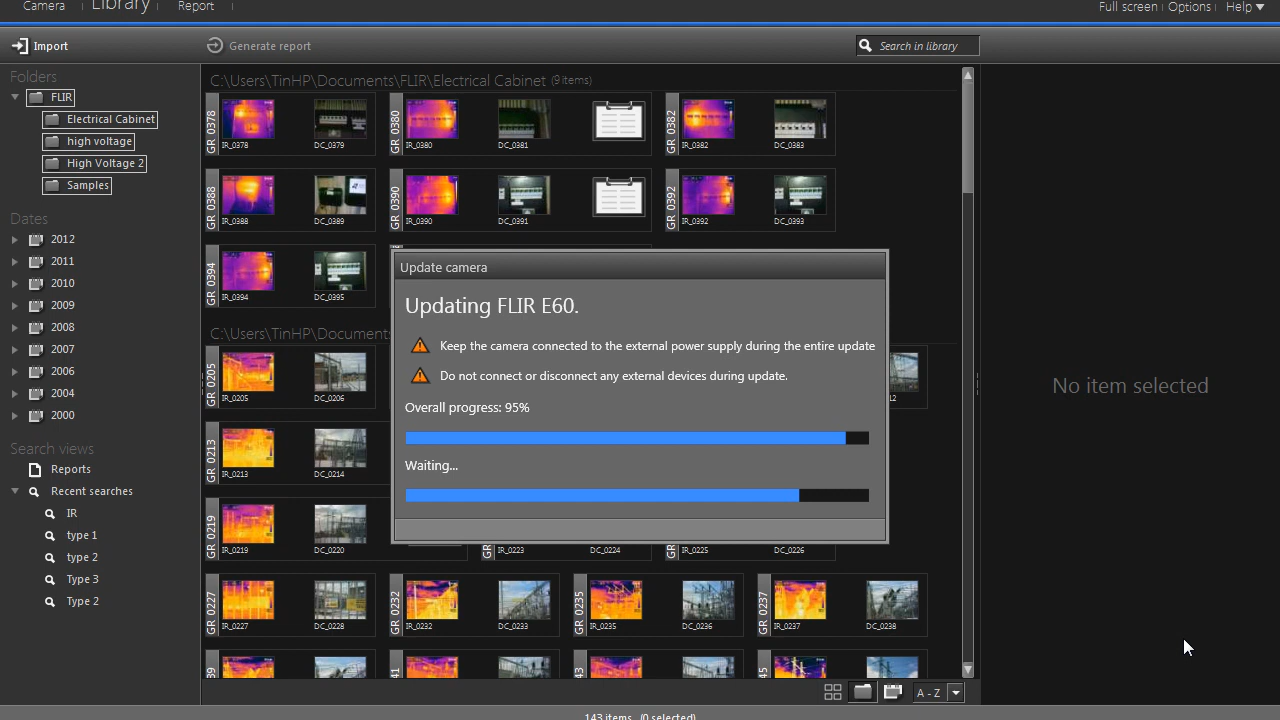 Camera
Library
Report
Full screen
Options
Help
Import
Generate report
Search in library
Folders
FLIR
Electrical Cabinet
high voltage
High Voltage 2
Samples
Dates
2012
2011
2010
2009
2008
2007
2006
2004
2000
Search views
Reports
Recent searches
IR
type 1
type 2
Type 3
Type 2
C:\Users\TinHP\Documents\FLIR\Electrical Cabinet (9 items)
GR 0378
IR_0378
DC_0379
GR 0380
IR_0380
DC_0381
GR 0382
IR_0382
DC_0383
GR 0388
IR_0388
DC_0389
GR 0390
IR_0390
DC_0391
GR 0392
IR_0392
DC_0393
GR 0394
IR_0394
DC_0395
C:\Users\TinHP\Documents
GR 0205
IR_0205
DC_0206
12
GR 0213
IR_0213
DC_0214
GR 0219
IR_0219
DC_0220
GR
IR_0223
DC_0224
GR
IR_0225
DC_0226
GR 0227
IR_0227
DC_0228
GR 0232
IR_0232
DC_0233
GR 0235
IR_0235
DC_0236
GR 0237
IR_0237
DC_0238
39
41
43
45
Update camera
Updating FLIR E60.
Keep the camera connected to the external power supply during the entire update
Do not connect or disconnect any external devices during update.
Overall progress: 95%
Waiting...
No item selected
A - Z
143 items (0 selected)